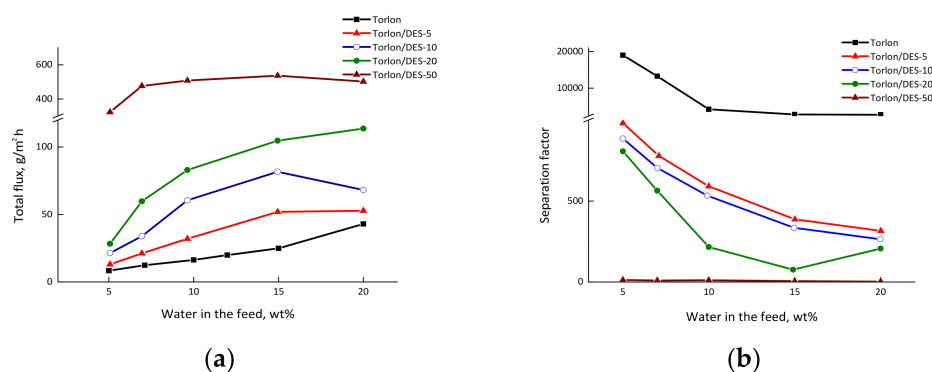 Torlon
Torlon/DES-5
Torlon/DES-10
Torlon/DES-20
Torlon/DES-50
600
400
100
50
0
5
10
15
20
Total flux, g/m² h
Water in the feed, wt%
(a)
Torlon
Torlon/DES-5
Torlon/DES-10
Torlon/DES-20
Torlon/DES-50
20000
10000
500
0
5
10
15
20
Separation factor
Water in the feed, wt%
(b)